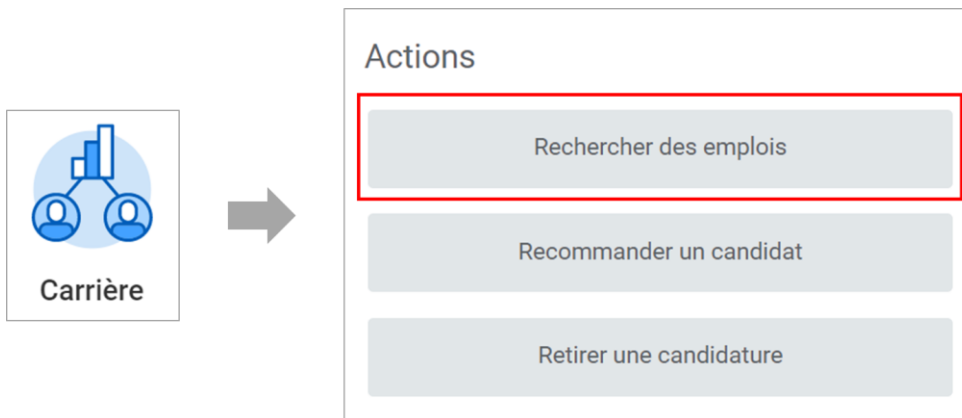 Carrière
Actions
Rechercher des emplois
Recommander un candidat
Retirer une candidature